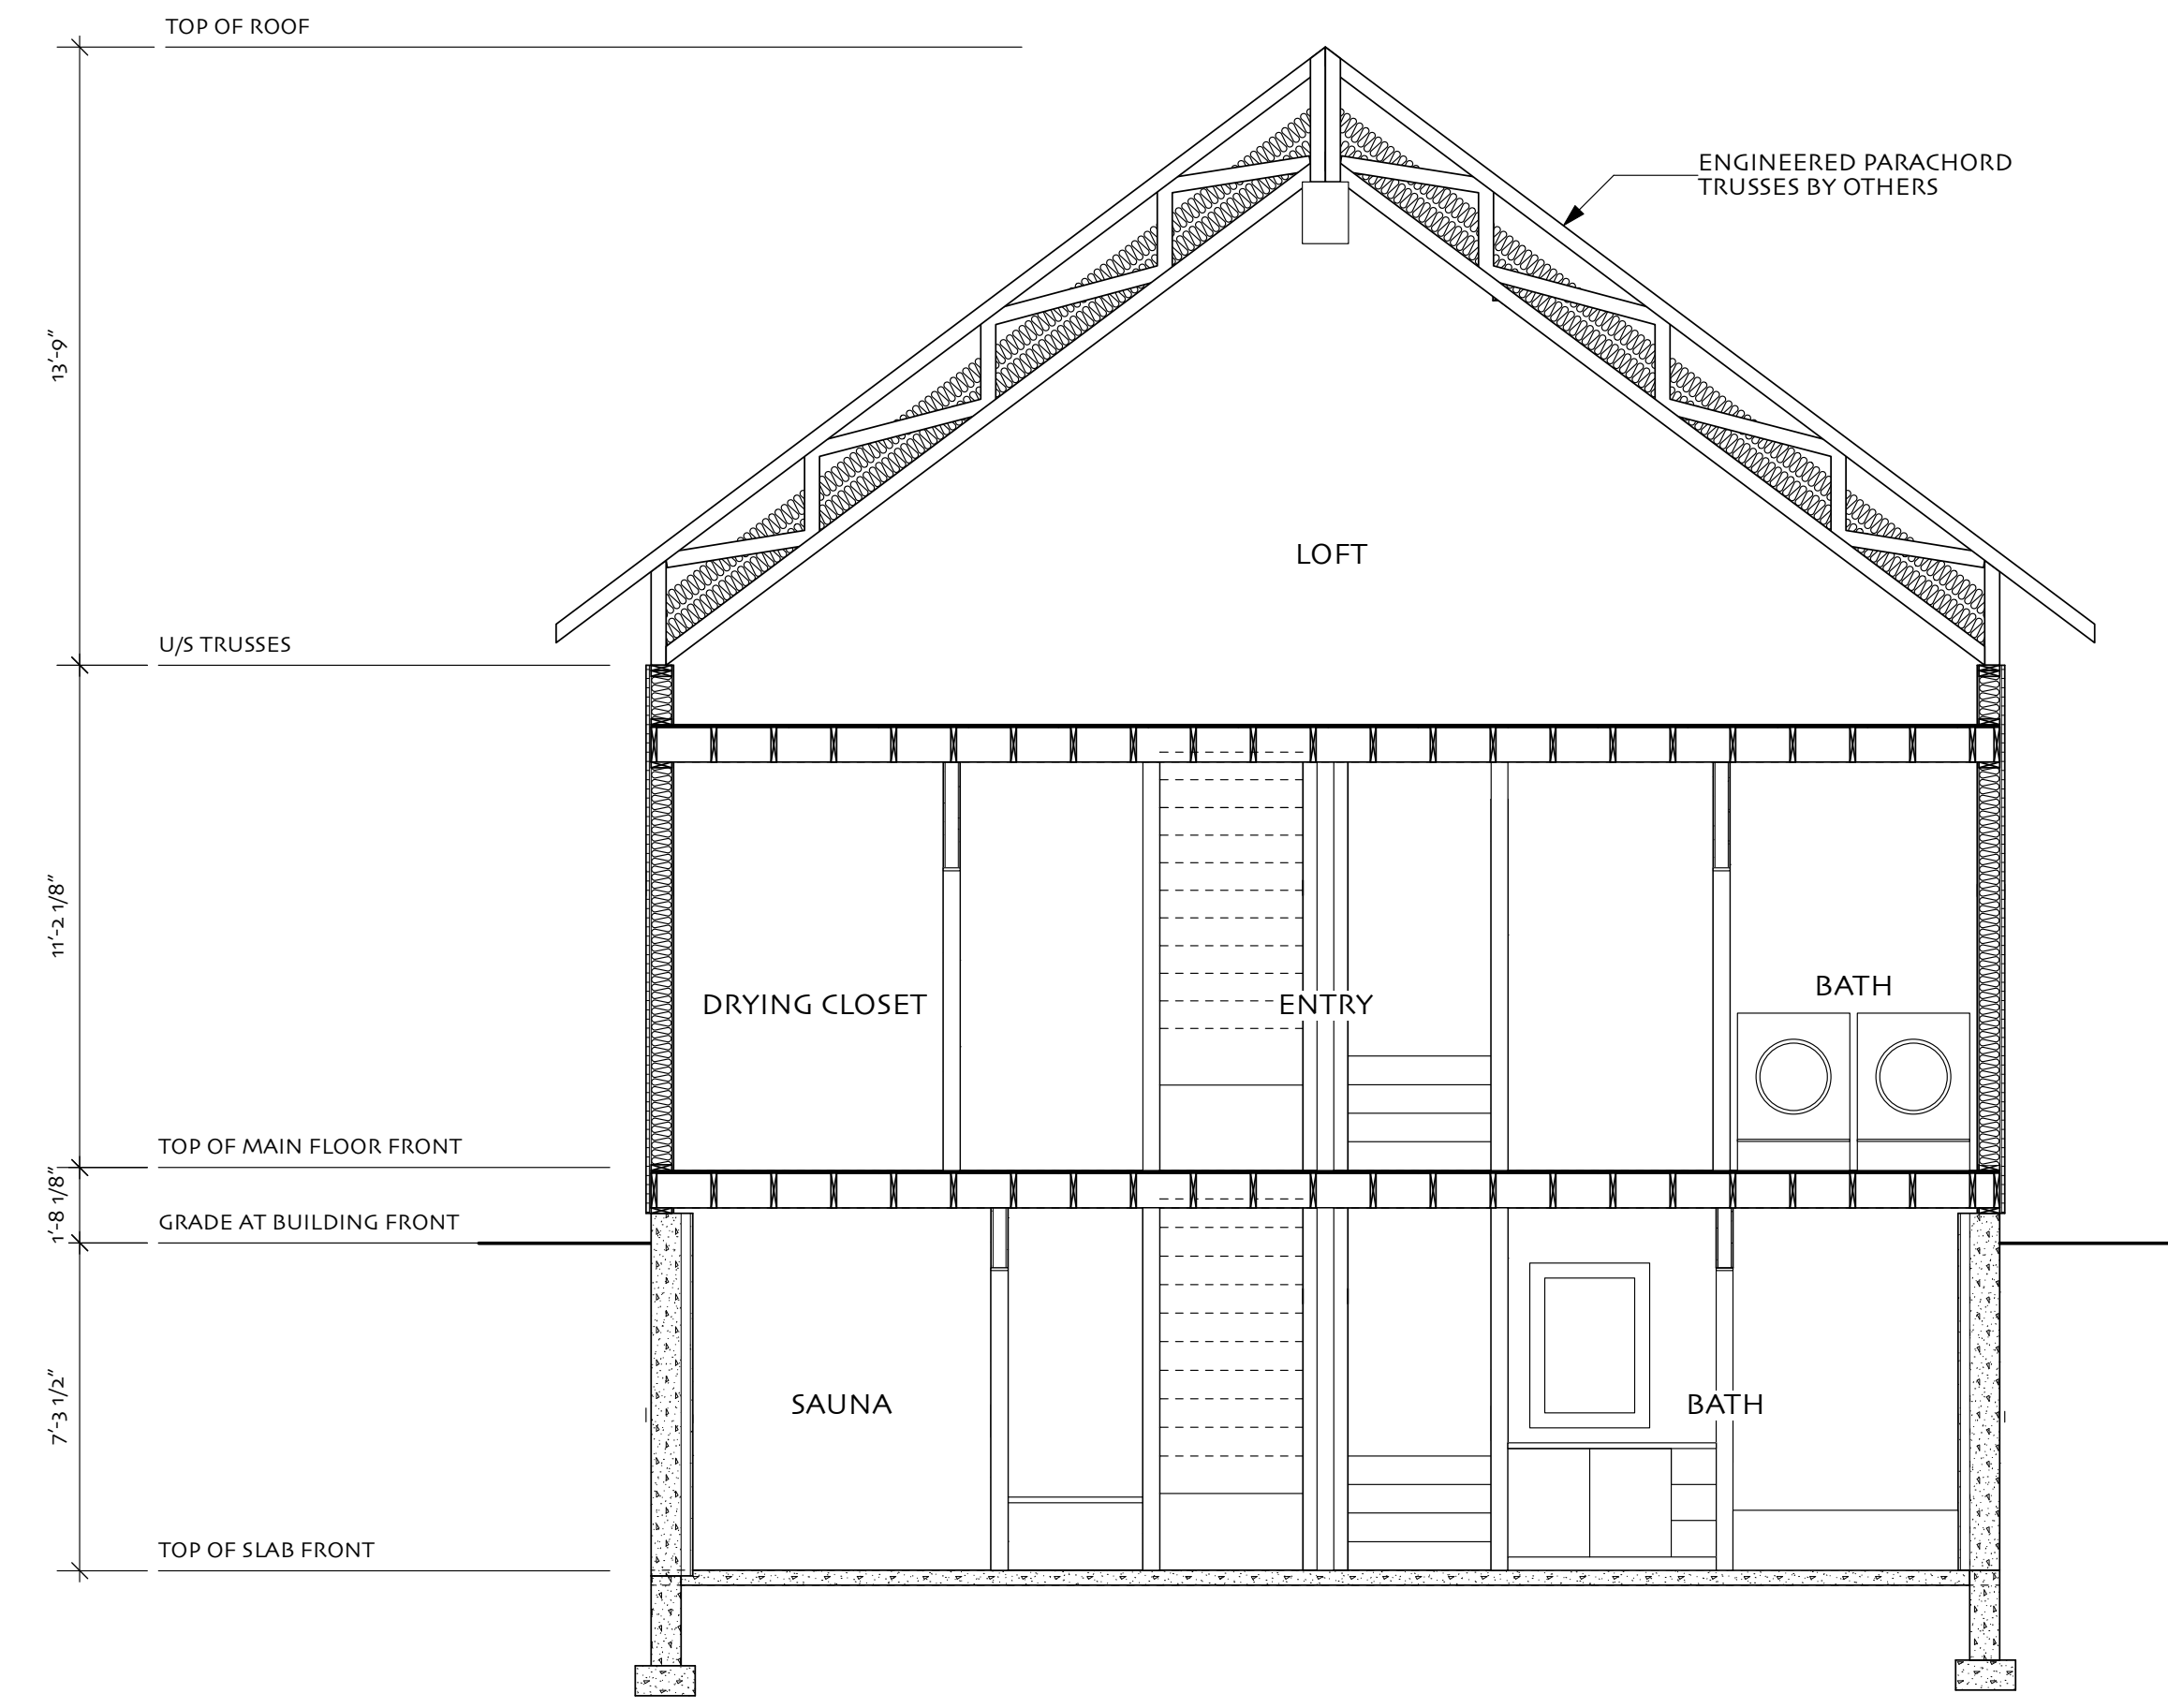 TOP OF ROOF
ENGINEERED PARACHORD
TRUSSES BY OTHERS
13'-9"
LOFT
U/S TRUSSES
11'-2 1/8"
DRYING CLOSET
ENTRY
BATH
TOP OF MAIN FLOOR FRONT
1'-8 1/8"
GRADE AT BUILDING FRONT
7'-3 1/2"
SAUNA
BATH
TOP OF SLAB FRONT